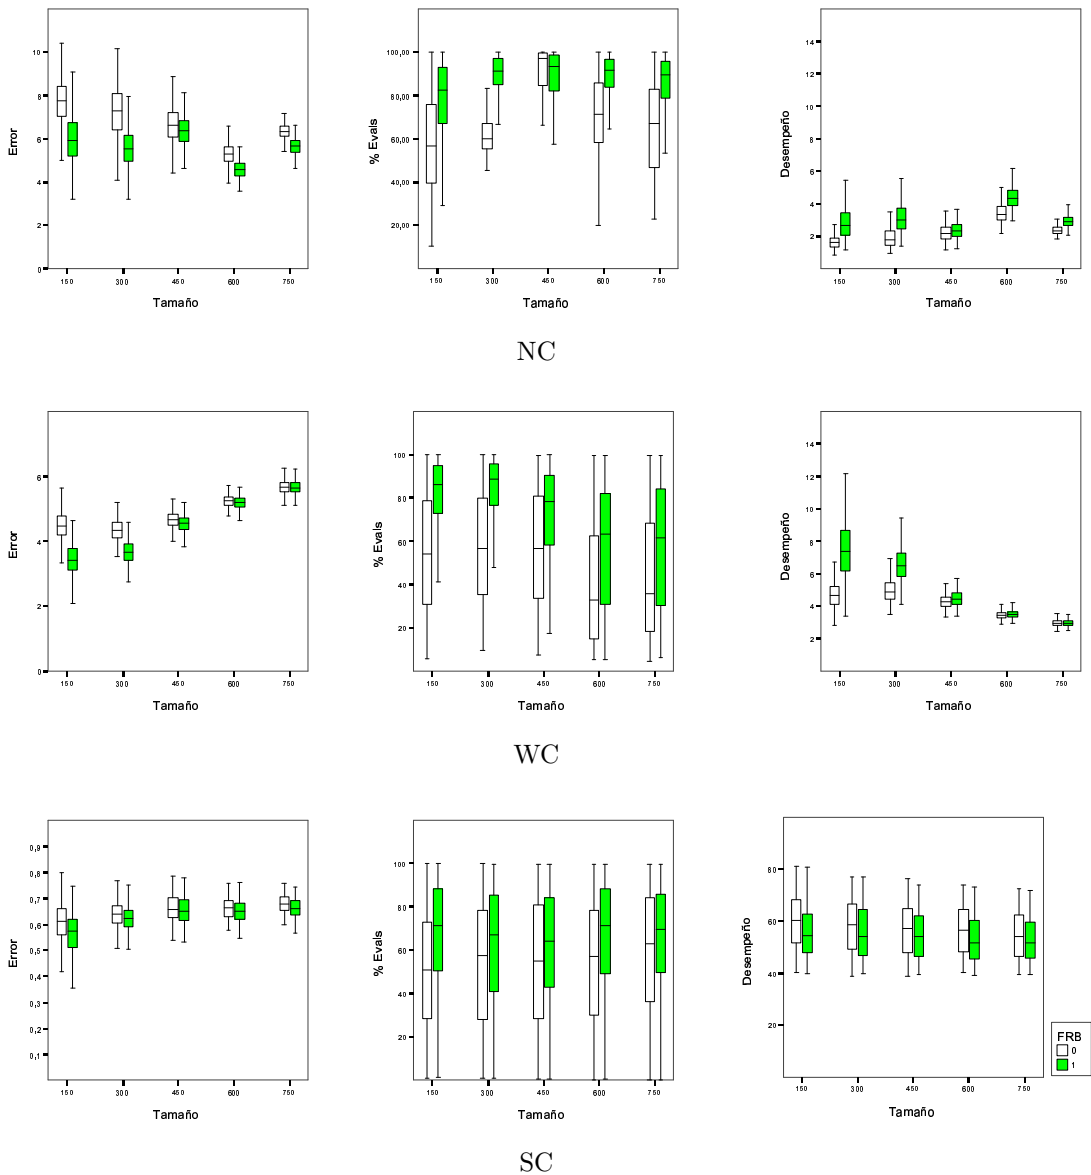 10
8
6
4
2
0
Error
150 300 450 600 750
Tamaño
100,00
80,00
60,00
40,00
20,00
% Evals
150 300 450 600 750
Tamaño
14
12
10
8
6
4
2
Desempeño
150 300 450 600 750
Tamaño
NC
6
4
2
0
Error
150 300 450 600 750
Tamaño
100
80
60
40
20
% Evals
150 300 450 600 750
Tamaño
14
12
10
8
6
4
2
Desempeño
150 300 450 600 750
Tamaño
WC
0,9
0,8
0,7
0,6
0,5
0,4
0,3
0,2
0,1
Error
150 300 450 600 750
Tamaño
100
80
60
40
20
% Evals
150 300 450 600 750
Tamaño
80
60
40
20
Desempeño
150 300 450 600 750
Tamaño
FRB
0
1
SC